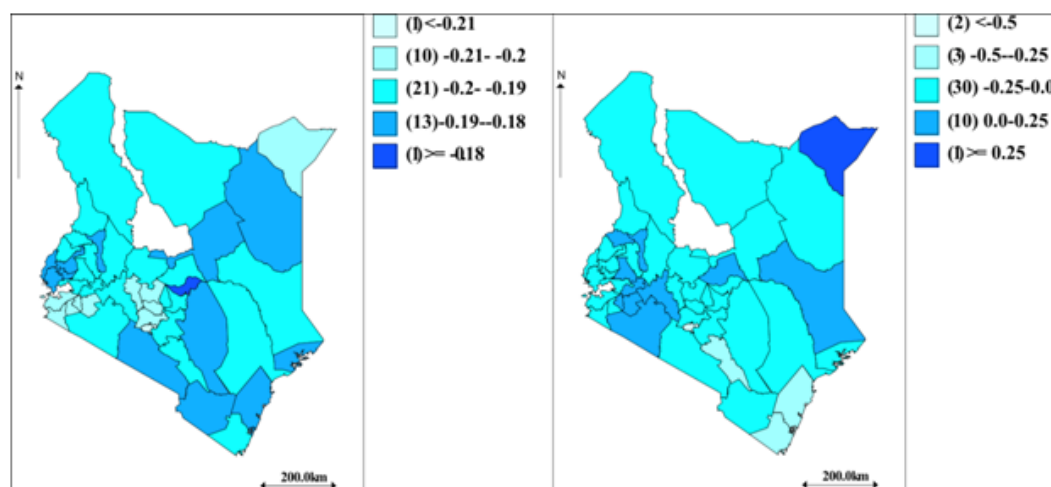 (1) <-0.21
(10) -0.21- -0.2
(21) -0.2- -0.19
(13)-0.19--0.18
(1) >= -0.18
N
200.0km
(2) <-0.5
(3) -0.5--0.25
(30) -0.25-0.0
(10) 0.0-0.25
(1) >= 0.25
N
200.0km